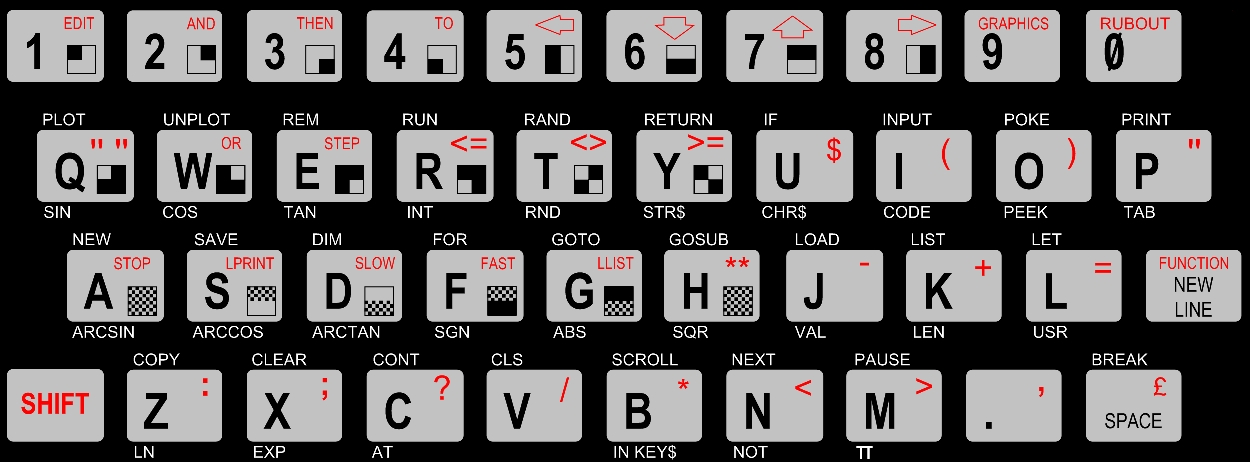 EDIT AND THEN TO GRAPHICS RUBOUT
1 2 3 4 5 6 7 8 9 0
PLOT UNPLOT REM RUN RAND RETURN IF INPUT POKE PRINT
" " OR STEP <= <> >= $ ( ) "
Q W E R T Y U I O P
SIN COS TAN INT RND STR$ CHR$ CODE PEEK TAB
NEW SAVE DIM FOR GOTO GOSUB LOAD LIST LET
STOP LPRINT SLOW FAST LLIST ** - + = FUNCTION
A S D F G H J K L NEW LINE
ARCSIN ARCCOS ARCTAN SGN ABS SQR VAL LEN USR
COPY CLEAR CONT CLS SCROLL NEXT PAUSE BREAK
: ; ? / * < > , £
SHIFT Z X C V B N M . SPACE
LN EXP AT IN KEY$ NOT π